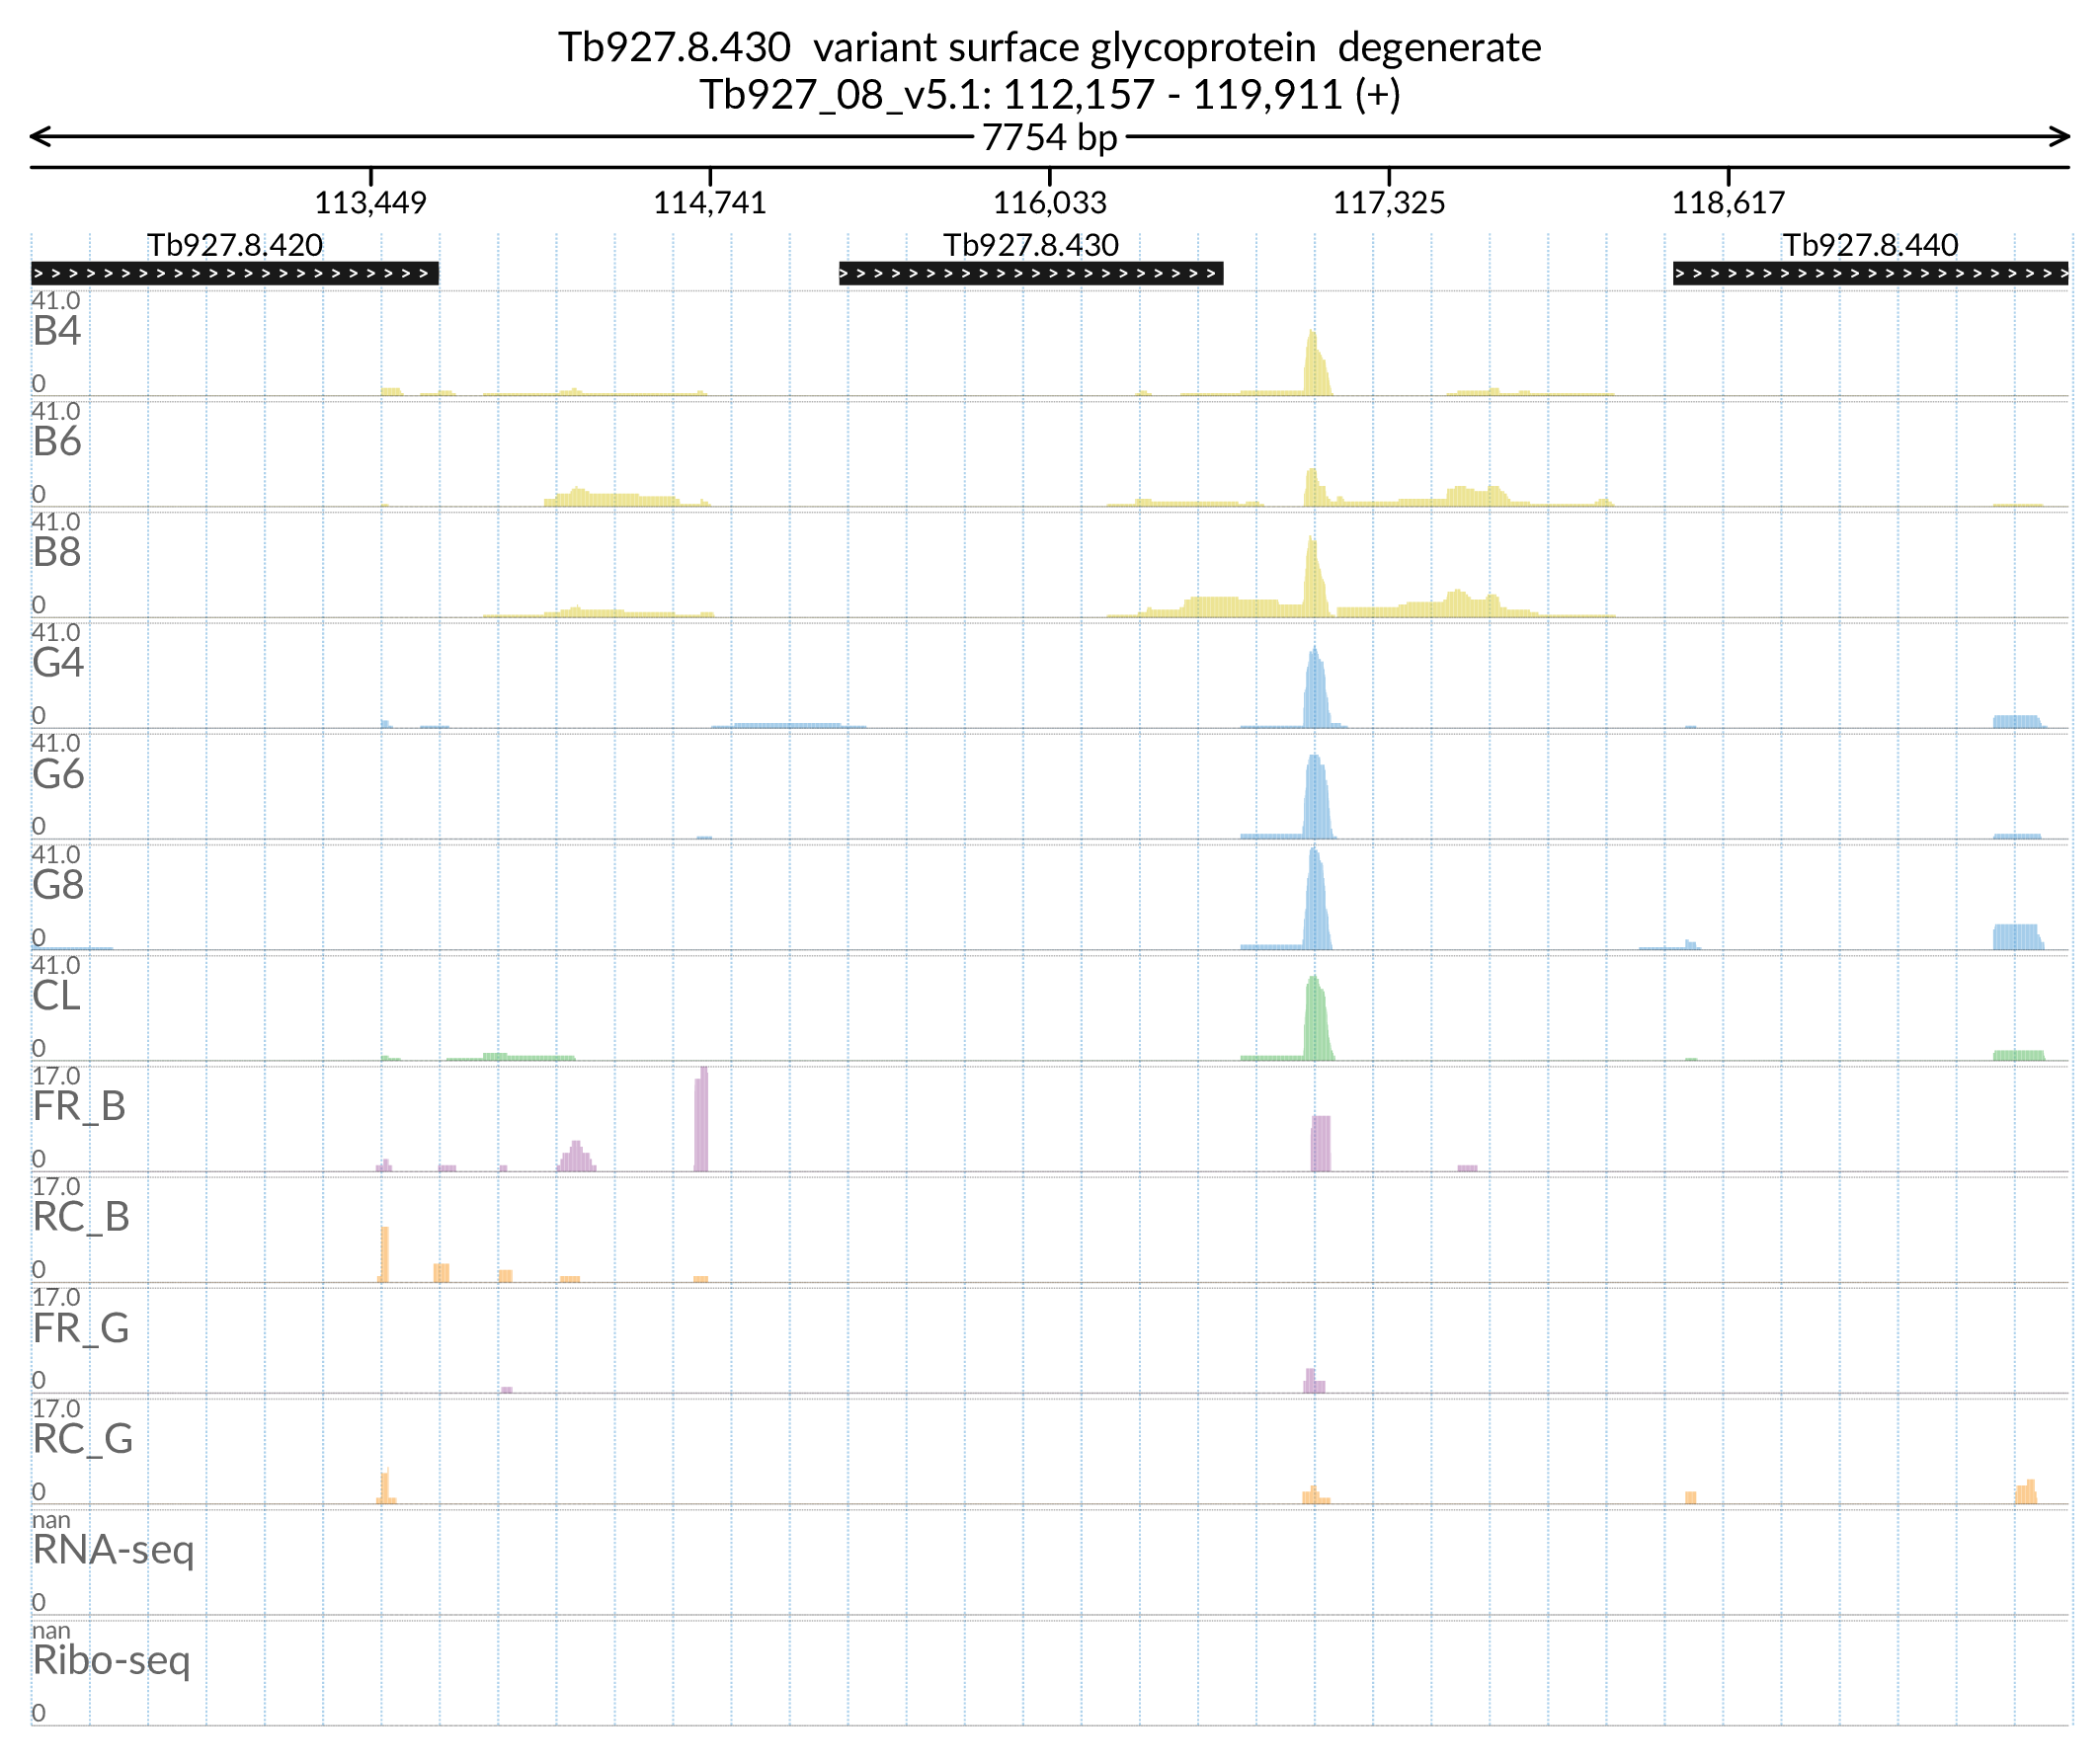 Tb927.8.430 variant surface glycoprotein degenerate
Tb927_08_v5.1: 112,157 - 119,911 (+)
7754 bp
113,449 114,741 116,033 117,325 118,617
Tb927.8.420 Tb927.8.430 Tb927.8.440
41.0
B4
0
41.0
B6
0
41.0
B8
0
41.0
G4
0
41.0
G6
0
41.0
G8
0
41.0
CL
0
17.0
FR_B
0
17.0
RC_B
0
17.0
FR_G
0
17.0
RC_G
0
nan
RNA-seq
0
nan
Ribo-seq
0